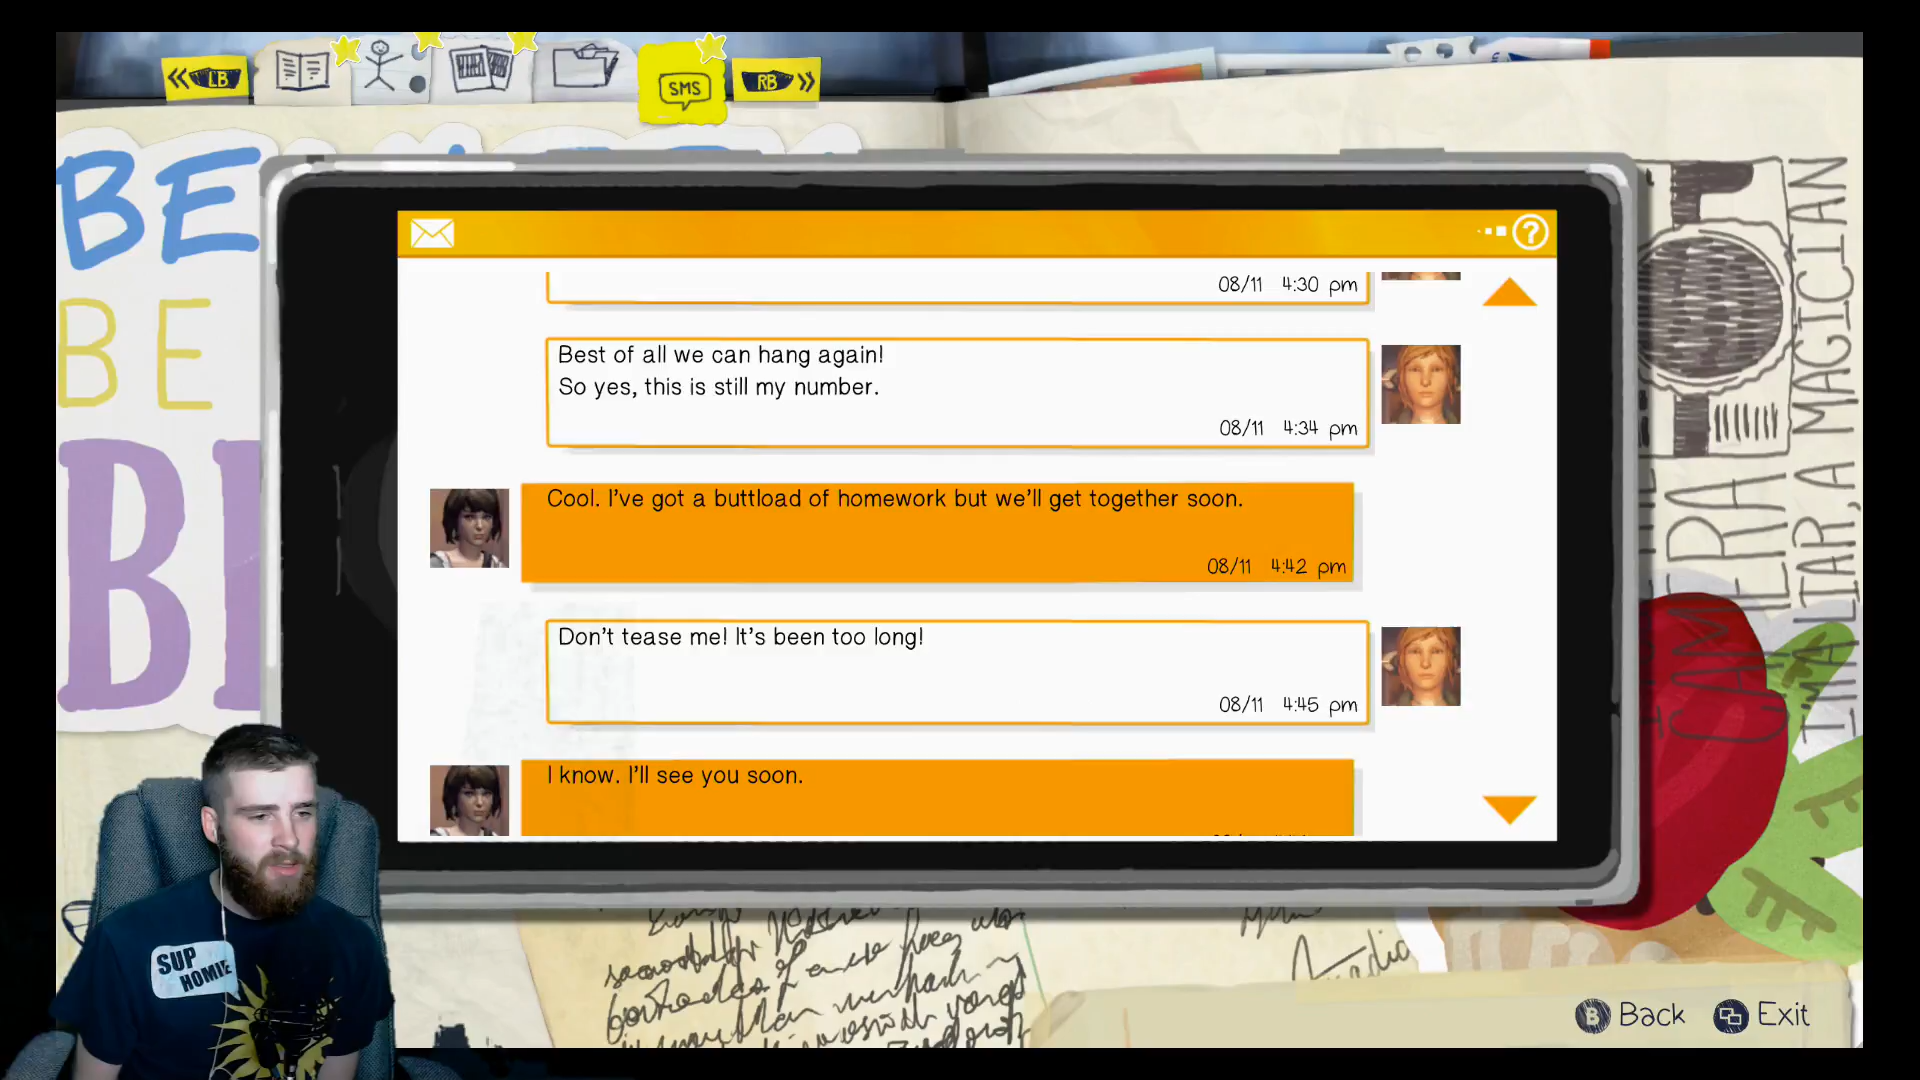 LB
SMS
RB
BE
BE
08/11 4:30 pm
Best of all we can hang again!
So yes, this is still my number.
08/11 4:34 pm
Cool. I've got a buttload of homework but we'll get together soon.
08/11 4:42 pm
Don't tease me! It's been too long!
08/11 4:45 pm
I know. I'll see you soon.
CAMERA
I'M A LIAR, A MAGICIAN
SUP
HOMIE
B Back
Exit